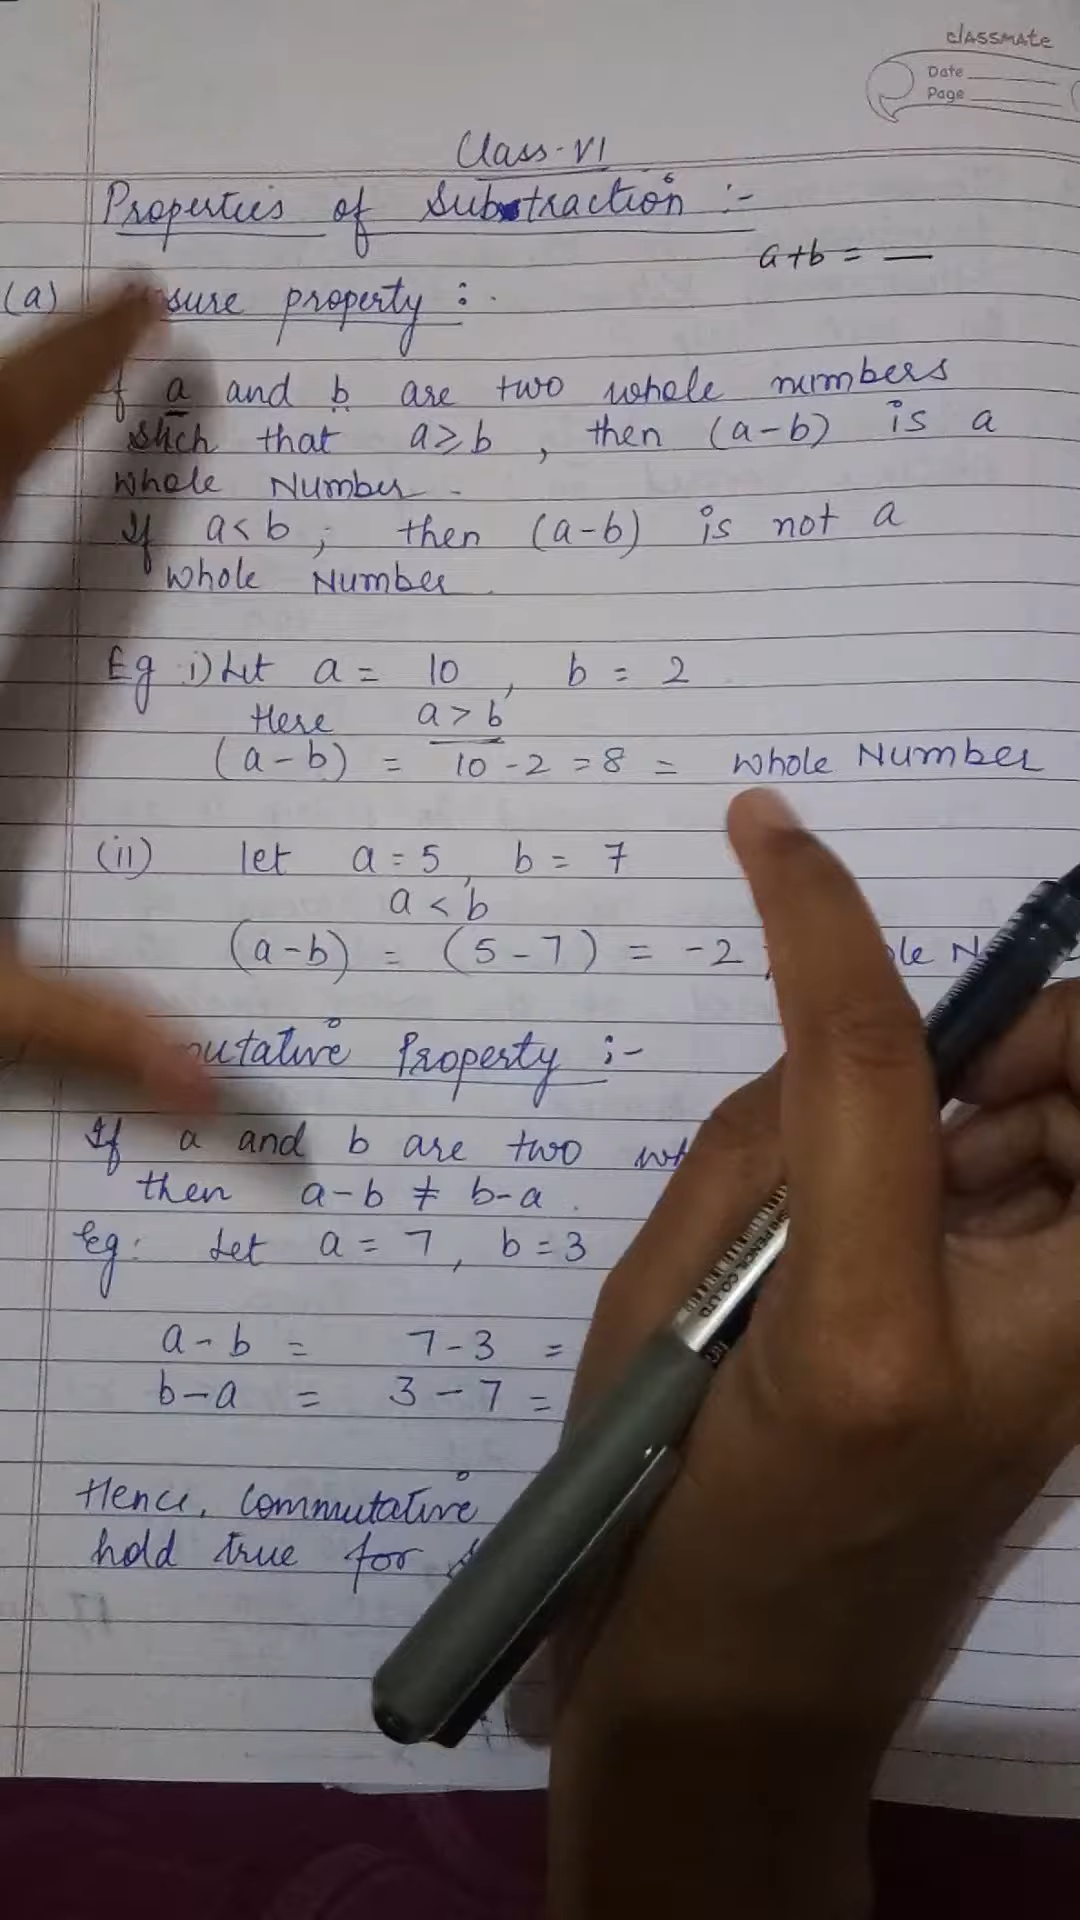 classmate
Date
Page
Class-VI
Properties of Substraction :-
a+b = —
(a) property :
a and b are two whole numbers
such that a≥b , then (a-b) is a
whole Number.
If a<b ; then (a-b) is not a
whole Number.
Eg i) Let a = 10 , b = 2
Here a > b
(a-b) = 10 - 2 = 8 = whole Number
(ii) let a = 5, b = 7
a < b
(a-b) = (5-7) = -2
Property :-
If a and b are two
then a-b ≠ b-a .
Eg: Let a = 7 , b = 3
a - b = 7-3 =
b-a = 3-7 =
Hence, Commutative
hold true for